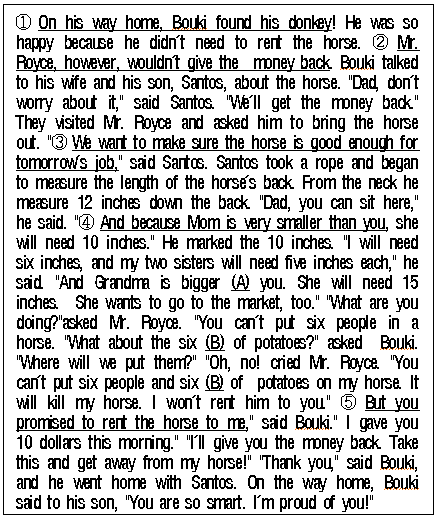 ① On his way home, Bouki found his donkey! He was so
happy because he didn´t need to rent the horse. ② Mr.
Royce, however, wouldn´t give the money back. Bouki talked
to his wife and his son, Santos, about the horse. "Dad, don´t
worry about it," said Santos. "We´ll get the money back."
They visited Mr. Royce and asked him to bring the horse
out. "③ We want to make sure the horse is good enough for
tomorrow´s job," said Santos. Santos took a rope and began
to measure the length of the horse´s back. From the neck he
measure 12 inches down the back. "Dad, you can sit here,"
he said. "④ And because Mom is very smaller than you, she
will need 10 inches." He marked the 10 inches. "I will need
six inches, and my two sisters will need five inches each," he
said. "And Grandma is bigger (A) you. She will need 15
inches. She wants to go to the market, too." "What are you
doing?"asked Mr. Royce. "You can´t put six people in a
horse. "What about the six (B) of potatoes?" asked Bouki.
"Where will we put them?" "Oh, no! cried Mr. Royce. "You
can´t put six people and six (B) of potatoes on my horse. It
will kill my horse. I won´t rent him to you." ⑤ But you
promised to rent the horse to me," said Bouki." I gave you
10 dollars this morning." "I´ll give you the money back. Take
this and get away from my horse!" "Thank you," said Bouki,
and he went home with Santos. On the way home, Bouki
said to his son, "You are so smart. I´m proud of you!"